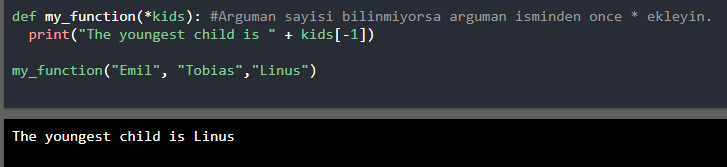 def my_function(*kids): #Arguman sayisi bilinmiyorsa arguman isminden once * ekleyin.
  print("The youngest child is " + kids[-1])
my_function("Emil", "Tobias","Linus")
The youngest child is Linus